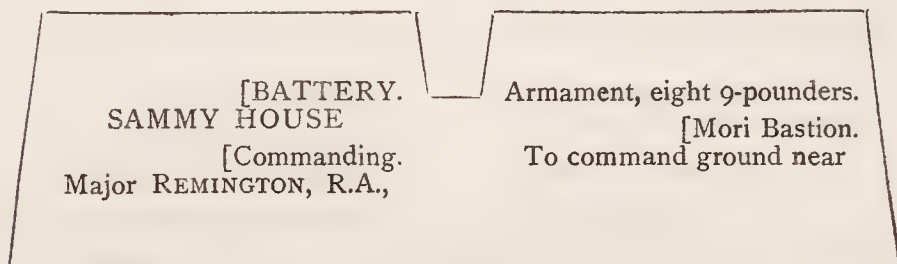 [BATTERY.
SAMMY HOUSE
[Commanding.
Major REMINGTON, R.A.,
Armament, eight 9-pounders.
[Mori Bastion.
To command ground near